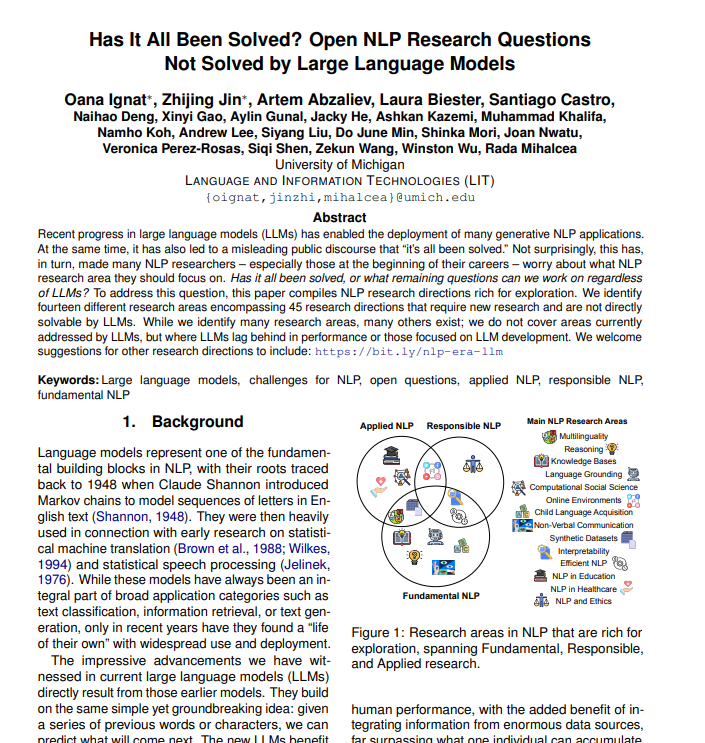 Has It All Been Solved? Open NLP Research Questions
Not Solved by Large Language Models
Oana Ignat*, Zhijing Jin*, Artem Abzaliev, Laura Biester, Santiago Castro,
Naihao Deng, Xinyi Gao, Aylin Gunal, Jacky He, Ashkan Kazemi, Muhammad Khalifa,
Namho Koh, Andrew Lee, Siyang Liu, Do June Min, Shinka Mori, Joan Nwatu,
Veronica Perez-Rosas, Siqi Shen, Zekun Wang, Winston Wu, Rada Mihalcea
University of Michigan
LANGUAGE AND INFORMATION TECHNOLOGIES (LIT)
{oignat,jinzhi,mihalcea}@umich.edu
Abstract
Recent progress in large language models (LLMs) has enabled the deployment of many generative NLP applications.
At the same time, it has also led to a misleading public discourse that “it's all been solved.” Not surprisingly, this has,
in turn, made many NLP researchers – especially those at the beginning of their careers – worry about what NLP
research area they should focus on. Has it all been solved, or what remaining questions can we work on regardless
of LLMs? To address this question, this paper compiles NLP research directions rich for exploration. We identify
fourteen different research areas encompassing 45 research directions that require new research and are not directly
solvable by LLMs. While we identify many research areas, many others exist; we do not cover areas currently
addressed by LLMs, but where LLMs lag behind in performance or those focused on LLM development. We welcome
suggestions for other research directions to include: https://bit.ly/nlp-era-llm
Keywords: Large language models, challenges for NLP, open questions, applied NLP, responsible NLP,
fundamental NLP
1. Background
Language models represent one of the fundamen-
tal building blocks in NLP, with their roots traced
back to 1948 when Claude Shannon introduced
Markov chains to model sequences of letters in En-
glish text (Shannon, 1948). They were then heavily
used in connection with early research on statisti-
cal machine translation (Brown et al., 1988; Wilkes,
1994) and statistical speech processing (Jelinek,
1976). While these models have always been an in-
tegral part of broad application categories such as
text classification, information retrieval, or text gen-
eration, only in recent years have they found a “life
of their own” with widespread use and deployment.
The impressive advancements we have wit-
nessed in current large language models (LLMs)
directly result from those earlier models. They build
on the same simple yet groundbreaking idea: given
a series of previous words or characters, we can
predict what will come next. The new LLMs benefit
Applied NLP
Responsible NLP
Fundamental NLP
Main NLP Research Areas
Multilinguality
Reasoning
Knowledge Bases
Language Grounding
Computational Social Science
Online Environments
Child Language Acquisition
Non-Verbal Communication
Synthetic Datasets
Interpretability
Efficient NLP
NLP in Education
NLP in Healthcare
NLP and Ethics
Figure 1: Research areas in NLP that are rich for
exploration, spanning Fundamental, Responsible,
and Applied research.
human performance, with the added benefit of in-
tegrating information from enormous data sources,
far surpassing what one individual can accumulate